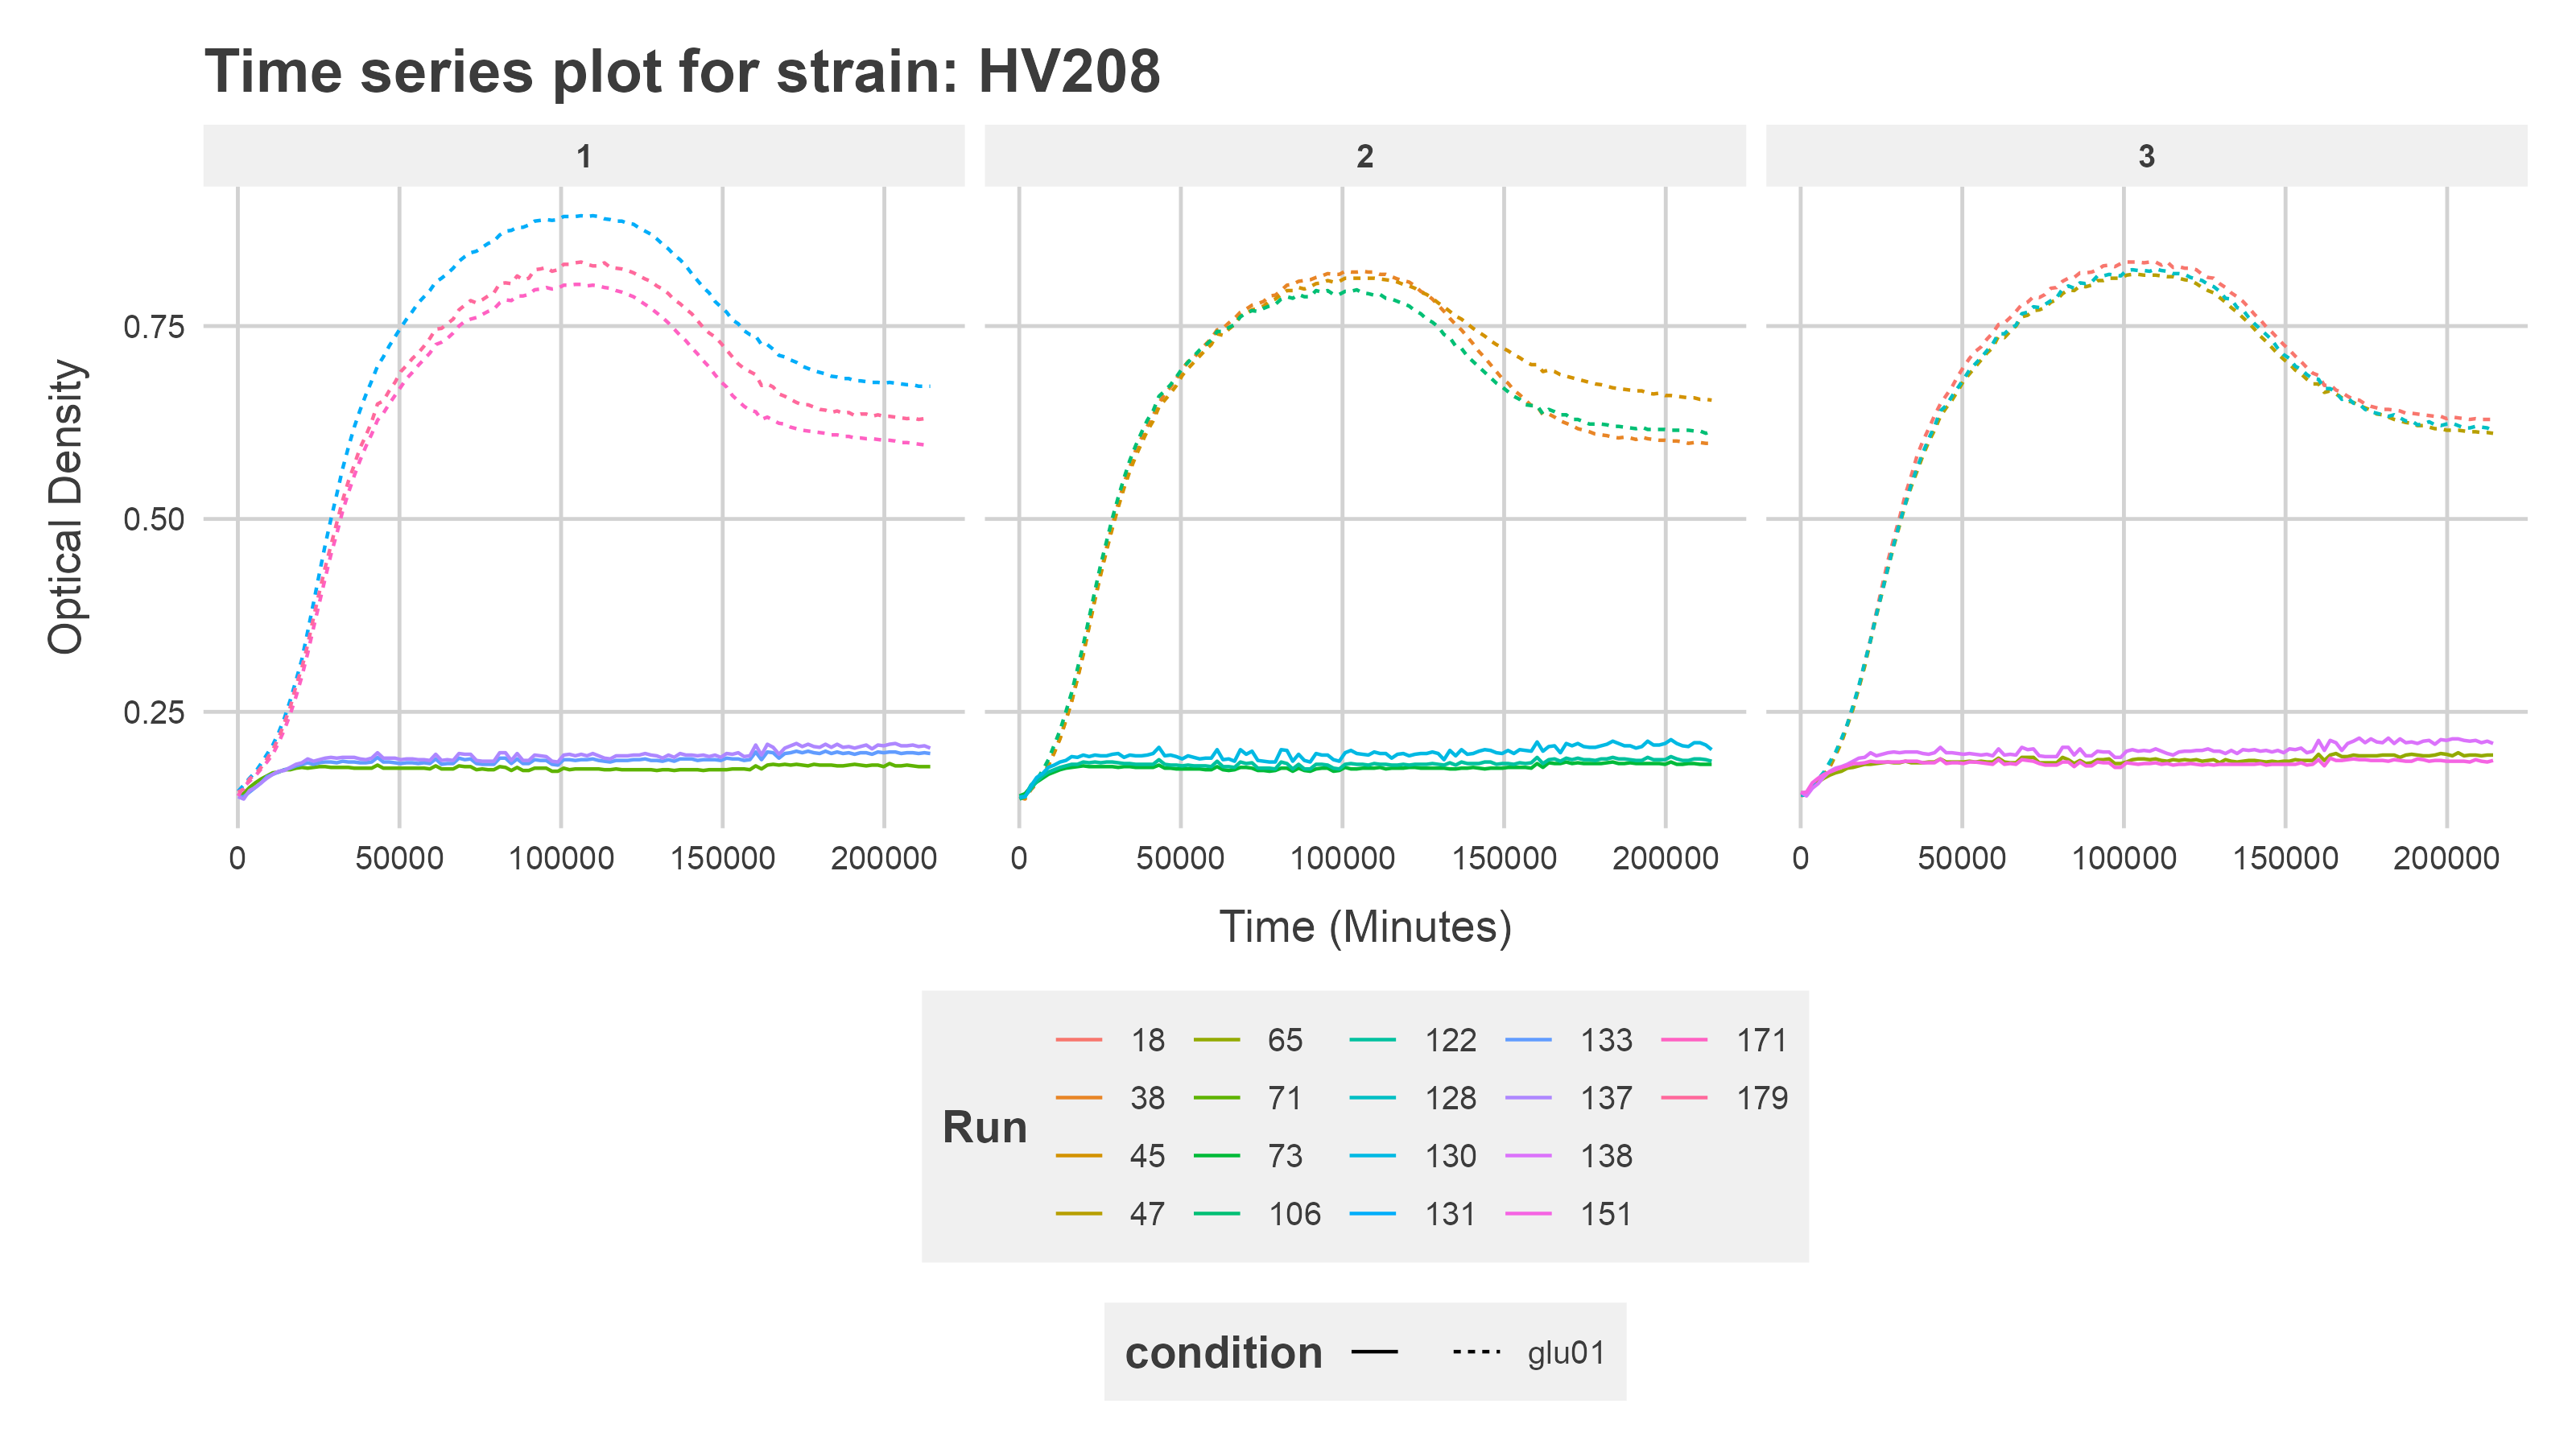 Time series plot for strain: HV208
1 2 3
Optical Density
0.75
0.50
0.25
0 50000 100000 150000 200000 0 50000 100000 150000 200000 0 50000 100000 150000 200000
Time (Minutes)
Run
18 65 122 133 171
38 71 128 137 179
45 73 130 138
47 106 131 151
condition glu01